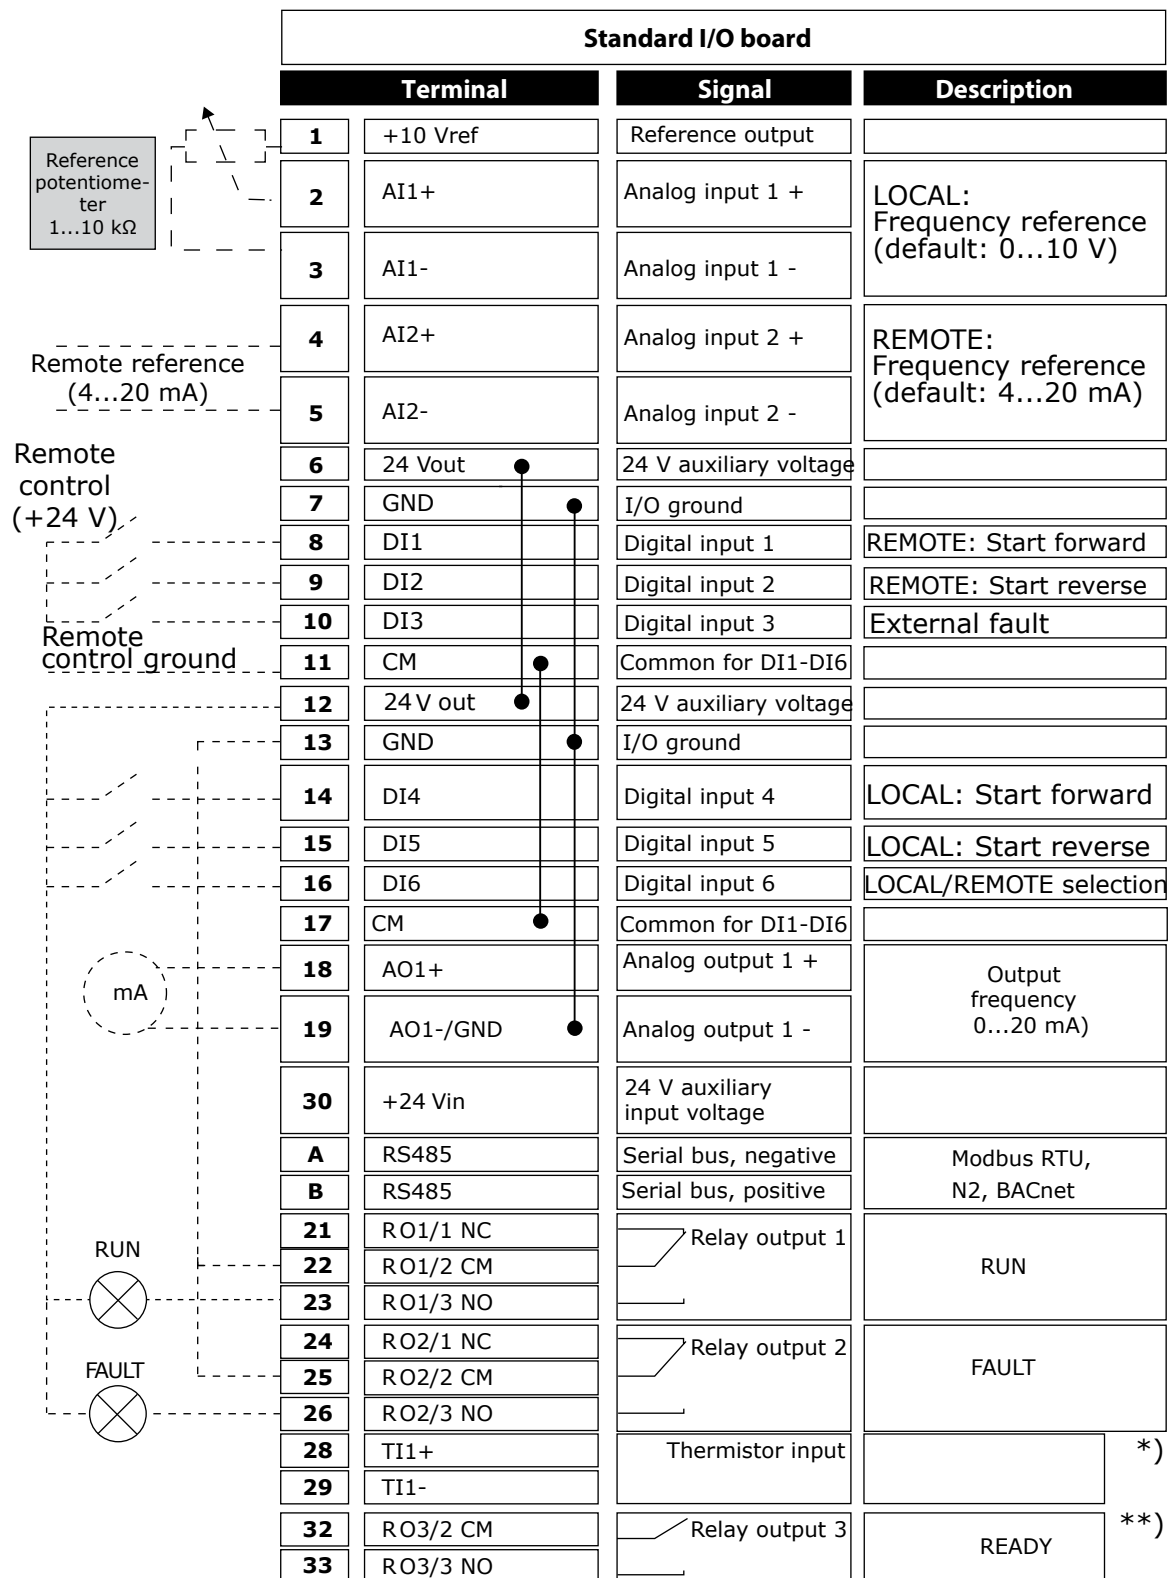 Standard I/O board
Terminal Signal Description
Reference
potentiome-
ter
1...10 kΩ
1 +10 Vref Reference output
2 AI1+ Analog input 1 +
3 AI1- Analog input 1 -
LOCAL:
Frequency reference
(default: 0...10 V)
Remote reference
(4...20 mA)
4 AI2+ Analog input 2 +
5 AI2- Analog input 2 -
REMOTE:
Frequency reference
(default: 4...20 mA)
Remote
control
(+24 V)
6 24 Vout 24 V auxiliary voltage
7 GND I/O ground
8 DI1 Digital input 1 REMOTE: Start forward
9 DI2 Digital input 2 REMOTE: Start reverse
10 DI3 Digital input 3 External fault
Remote
control ground
11 CM Common for DI1-DI6
12 24 V out 24 V auxiliary voltage
13 GND I/O ground
14 DI4 Digital input 4 LOCAL: Start forward
15 DI5 Digital input 5 LOCAL: Start reverse
16 DI6 Digital input 6 LOCAL/REMOTE selection
17 CM Common for DI1-DI6
mA
18 AO1+ Analog output 1 +
19 AO1-/GND Analog output 1 -
Output
frequency
0...20 mA)
30 +24 Vin 24 V auxiliary
input voltage
A RS485 Serial bus, negative
B RS485 Serial bus, positive
Modbus RTU,
N2, BACnet
RUN
21 RO1/1 NC Relay output 1
22 RO1/2 CM RUN
23 RO1/3 NO
FAULT
24 RO2/1 NC Relay output 2
25 RO2/2 CM FAULT
26 RO2/3 NO
28 TI1+ Thermistor input *)
29 TI1-
32 RO3/2 CM Relay output 3 READY **)
33 RO3/3 NO